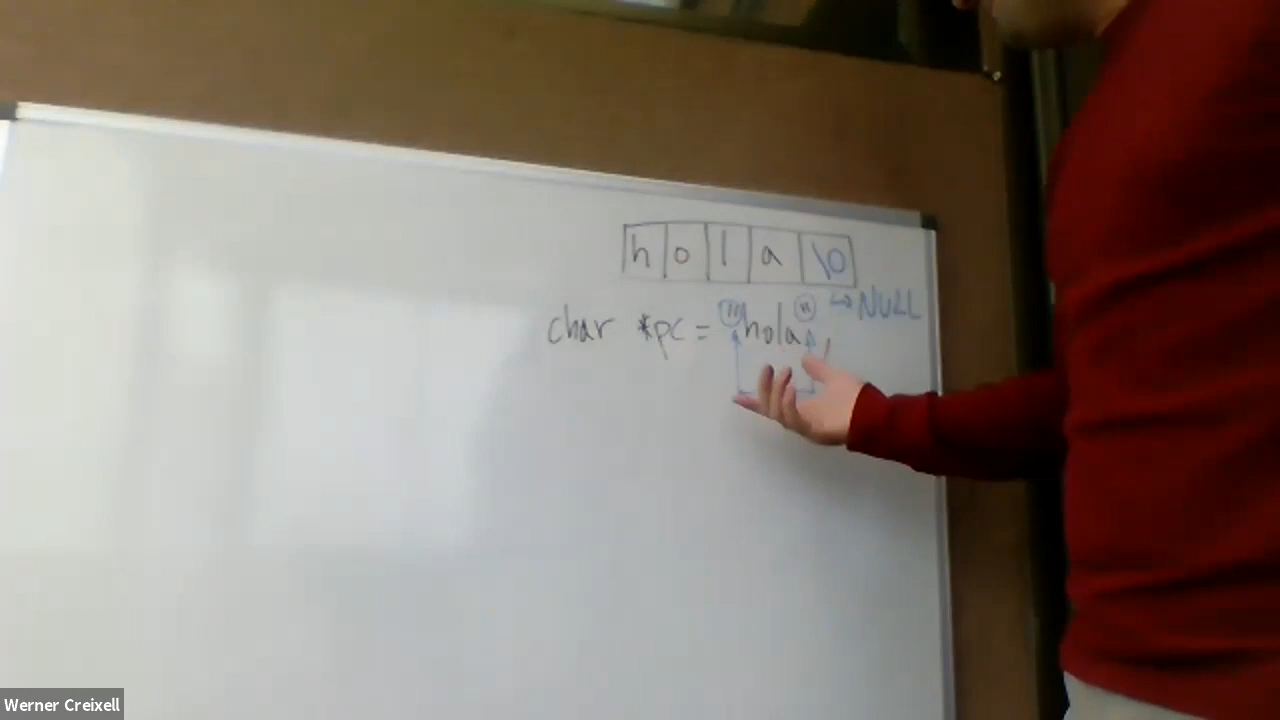 h o l a \0
→ NULL
char *pc = "hola"
Werner Creixell